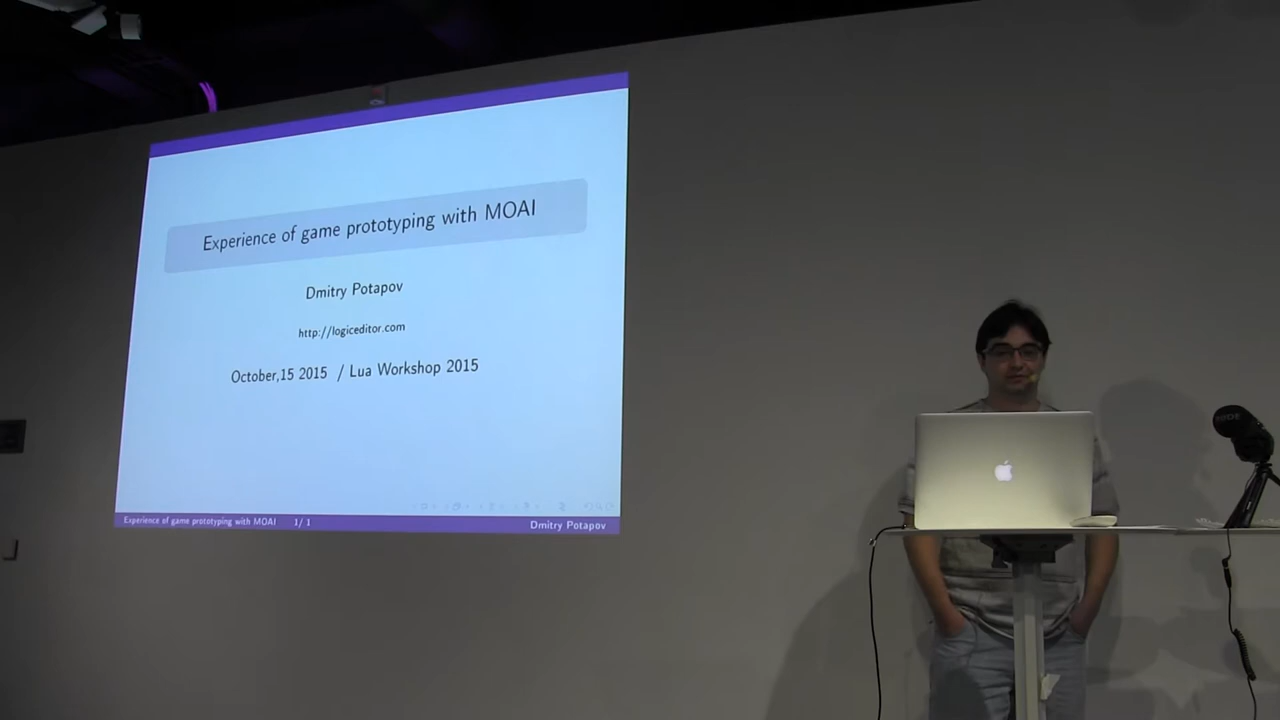 Experience of game prototyping with MOAI
Dmitry Potapov
http://logiceditor.com
October,15 2015 / Lua Workshop 2015
Experience of game prototyping with MOAI 1/1
Dmitry Potapov
RODE